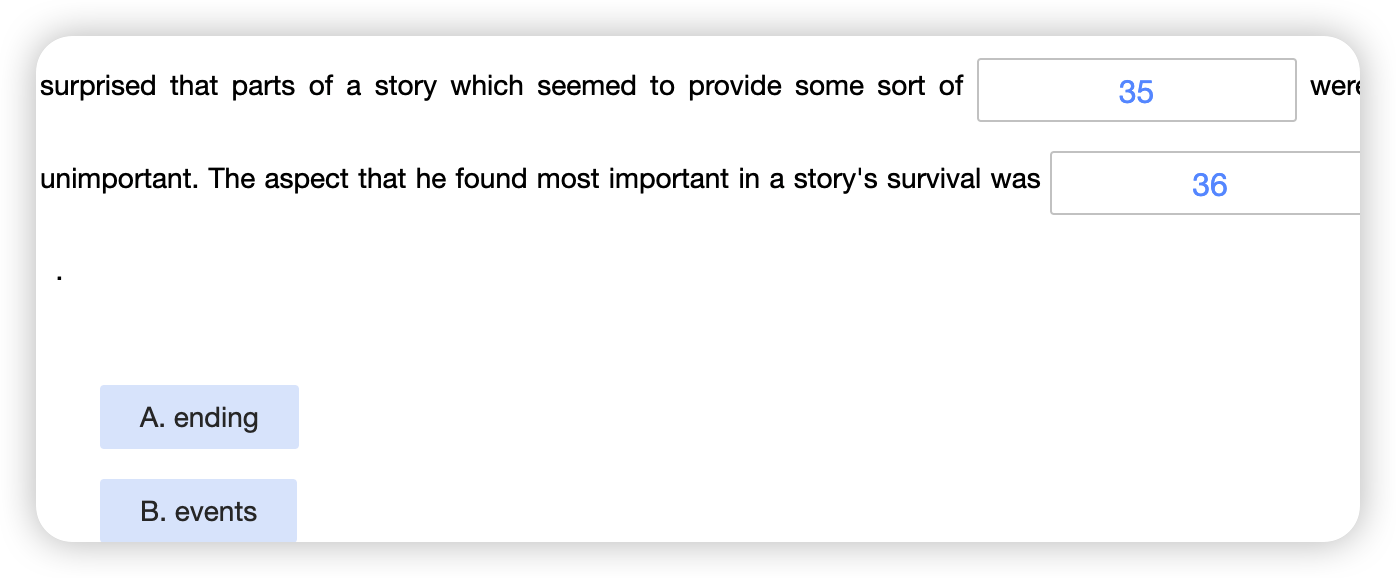 surprised that parts of a story which seemed to provide some sort of 35 were
unimportant. The aspect that he found most important in a story's survival was 36
.
A. ending
B. events